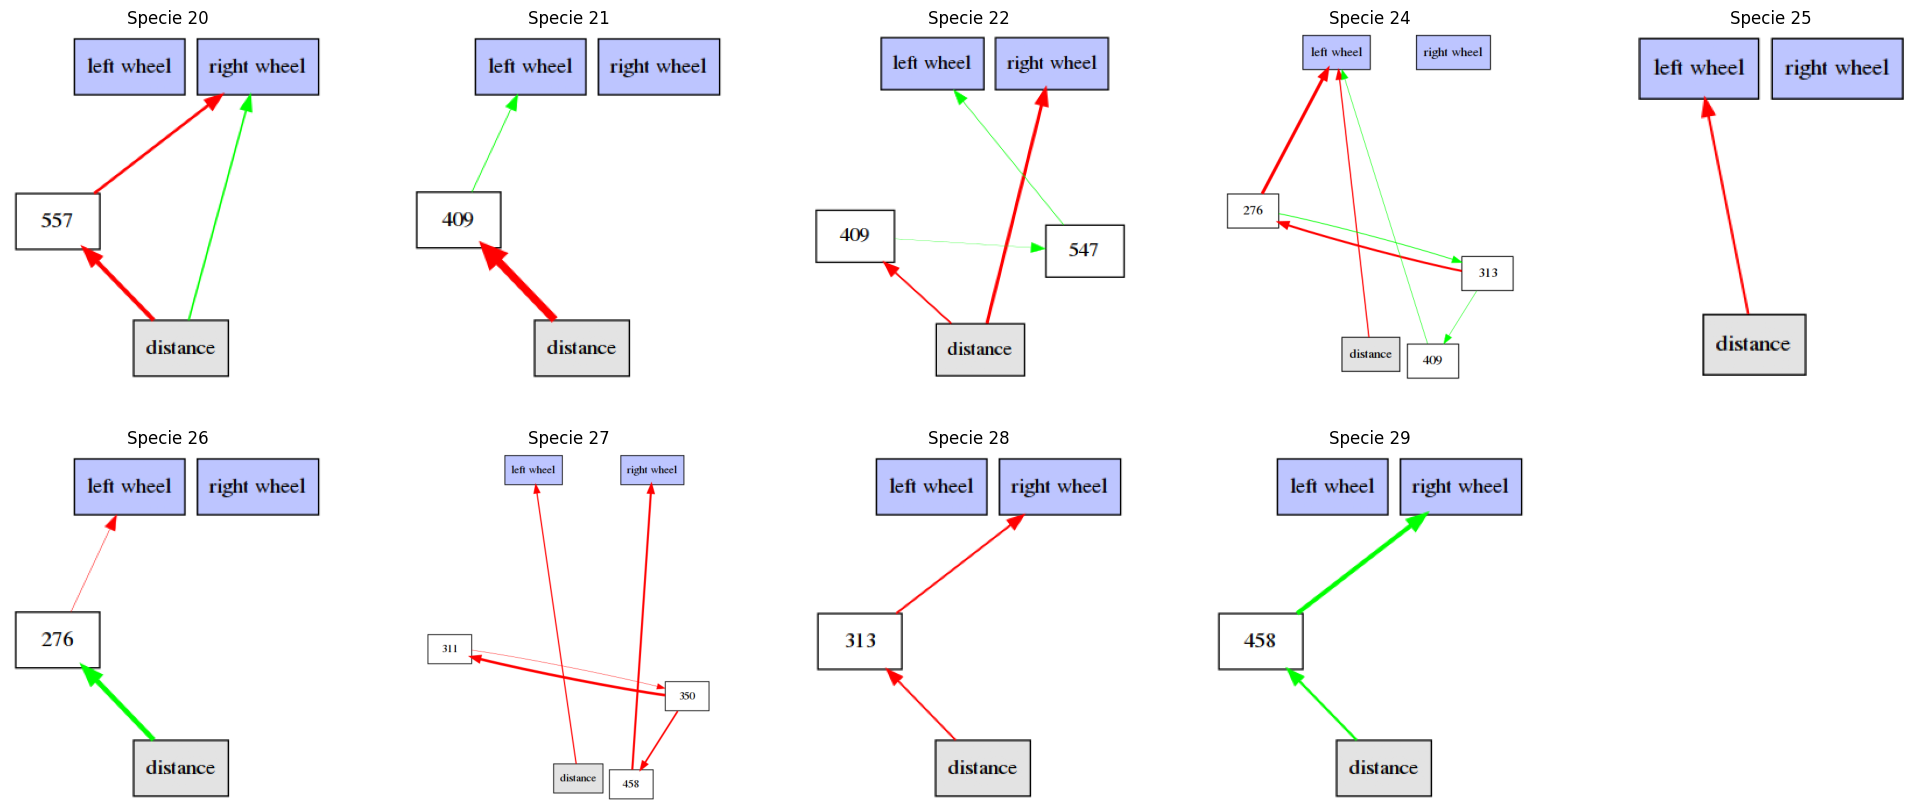 Specie 20
left wheel
right wheel
557
distance
Specie 21
left wheel
right wheel
409
distance
Specie 22
left wheel
right wheel
409
547
distance
Specie 24
left wheel
right wheel
276
313
distance
409
Specie 25
left wheel
right wheel
distance
Specie 26
left wheel
right wheel
276
distance
Specie 27
left wheel
right wheel
311
350
distance
458
Specie 28
left wheel
right wheel
313
distance
Specie 29
left wheel
right wheel
458
distance